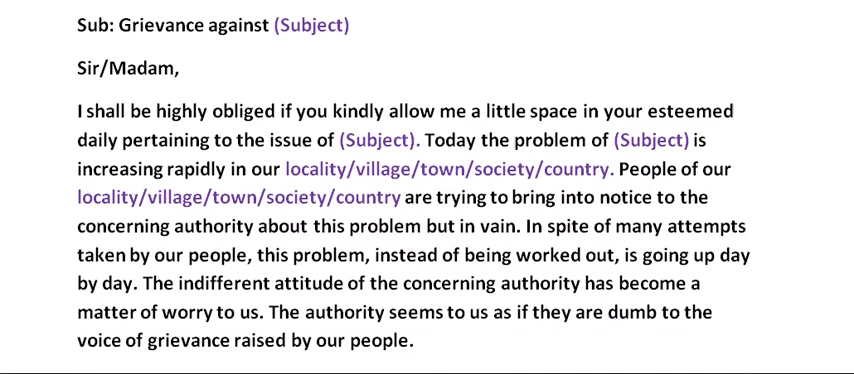 Sub: Grievance against (Subject)
Sir/Madam,
I shall be highly obliged if you kindly allow me a little space in your esteemed
daily pertaining to the issue of (Subject). Today the problem of (Subject) is
increasing rapidly in our locality/village/town/society/country. People of our
locality/village/town/society/country are trying to bring into notice to the
concerning authority about this problem but in vain. In spite of many attempts
taken by our people, this problem, instead of being worked out, is going up day
by day. The indifferent attitude of the concerning authority has become a
matter of worry to us. The authority seems to us as if they are dumb to the
voice of grievance raised by our people.